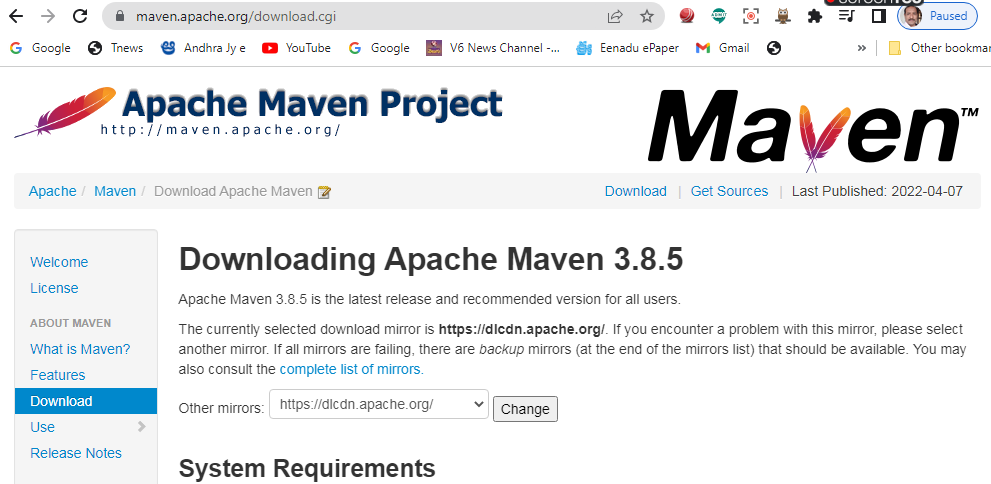 maven.apache.org/download.cgi
Paused
Google Tnews Andhra Jy e YouTube Google V6 News Channel -... Eenadu ePaper Gmail » Other bookmar
Apache Maven Project
http://maven.apache.org/
Maven™
Apache / Maven / Download Apache Maven
Download | Get Sources | Last Published: 2022-04-07
Welcome
License
ABOUT MAVEN
What is Maven?
Features
Download
Use
Release Notes
Downloading Apache Maven 3.8.5
Apache Maven 3.8.5 is the latest release and recommended version for all users.
The currently selected download mirror is https://dlcdn.apache.org/. If you encounter a problem with this mirror, please select
another mirror. If all mirrors are failing, there are backup mirrors (at the end of the mirrors list) that should be available. You may
also consult the complete list of mirrors.
Other mirrors: https://dlcdn.apache.org/ Change
System Requirements